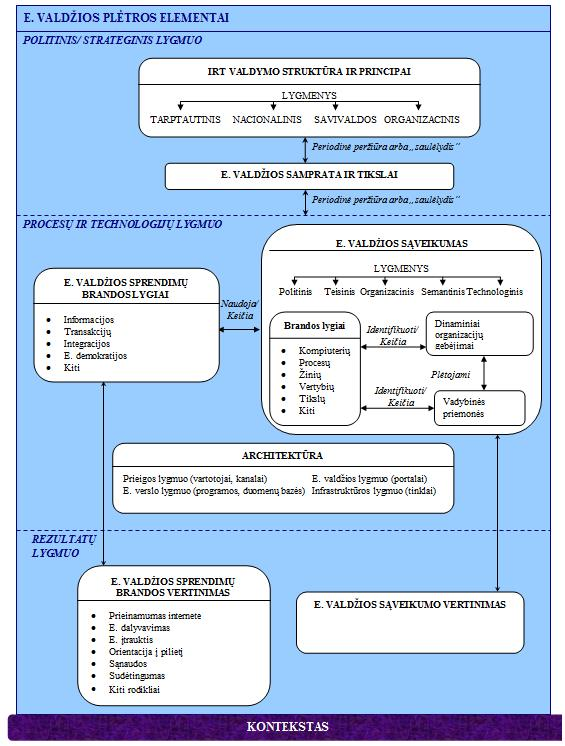 E. VALDŽIOS PLĖTROS ELEMENTAI
POLITINIS/ STRATEGINIS LYGMUO
IRT VALDYMO STRUKTŪRA IR PRINCIPAI
LYGMENYS
TARPTAUTINIS NACIONALINIS SAVIVALDOS ORGANIZACINIS
Periodinė peržiūra arba „saulėlydis“
E. VALDŽIOS SAMPRATA IR TIKSLAI
Periodinė peržiūra arba „saulėlydis“
PROCESŲ IR TECHNOLOGIJŲ LYGMUO
E. VALDŽIOS SPRENDIMŲ
BRANDOS LYGIAI
• Informacijos
• Transakcijų
• Integracijos
• E. demokratijos
• Kiti
Naudoja/
Keičia
E. VALDŽIOS SĄVEIKUMAS
LYGMENYS
Politinis Teisinis Organizacinis Semantinis Technologinis
Brandos lygiai
• Kompiuterių
• Procesų
• Žinių
• Vertybių
• Tikslų
• Kiti
Identifikuoti/
Keičia
Dinaminiai
organizacijų
gebėjimai
Plėtojami
Identifikuoti/
Keičia
Vadybinės
priemonės
ARCHITEKTŪRA
Prieigos lygmuo (vartotojai, kanalai) E. valdžios lygmuo (portalai)
E. verslo lygmuo (programos, duomenų bazės) Infrastruktūros lygmuo (tinklai)
REZULTATŲ
LYGMUO
E. VALDŽIOS SPRENDIMŲ
BRANDOS VERTINIMAS
• Prieinamumas internete
• E. dalyvavimas
• E. įtrauktis
• Orientacija į pilietį
• Sąnaudos
• Sudėtingumas
• Kiti rodikliai
E. VALDŽIOS SĄVEIKUMO VERTINIMAS
KONTEKSTAS